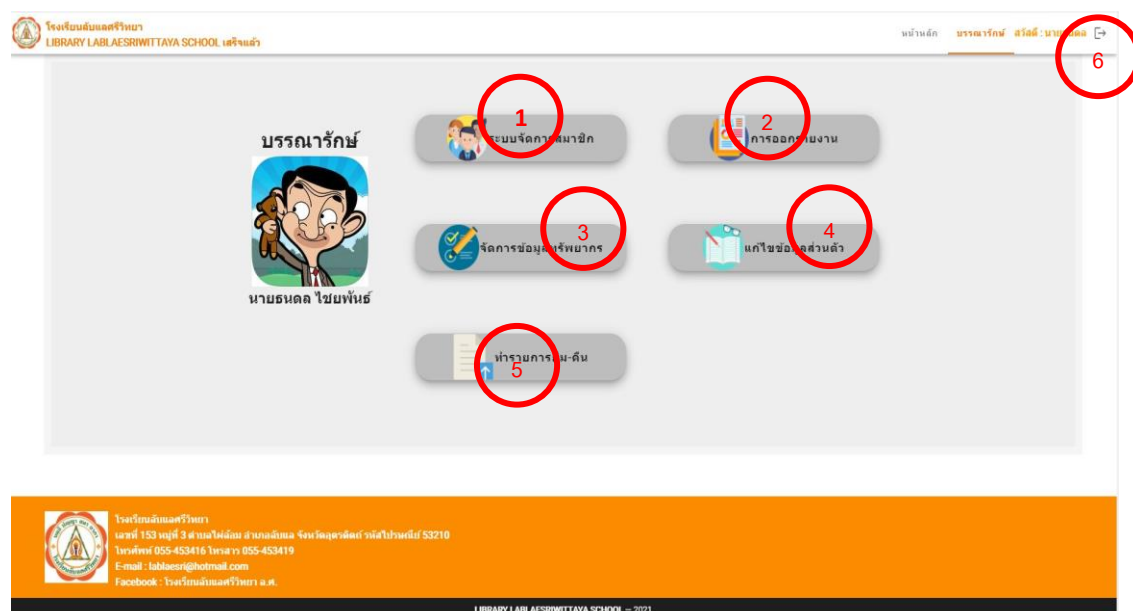 โรงเรียนลับแลศรีวิทยา
LIBRARY LABLAESRIWITTAYA SCHOOL เสร็จแล้ว
หน้าหลัก บรรณารักษ์ สวัสดี : นายธนดล
6
1
ระบบจัดการสมาชิก
2
การออกรายงาน
บรรณารักษ์
3
จัดการข้อมูลทรัพยากร
4
แก้ไขข้อมูลส่วนตัว
นายธนดล ไชยพันธ์
ทำรายการยืม-คืน
5
โรงเรียนลับแลศรีวิทยา
เลขที่ 153 หมู่ที่ 3 ตำบลไผ่ล้อม อำเภอลับแล จังหวัดอุตรดิตถ์ รหัสไปรษณีย์ 53210
โทรศัพท์ 055-453416 โทรสาร 055-453419
E-mail : lablaesri@hotmail.com
Facebook : โรงเรียนลับแลศรีวิทยา ล.ศ.
LIBRARY LABLAESRIWITTAYA SCHOOL — 2021